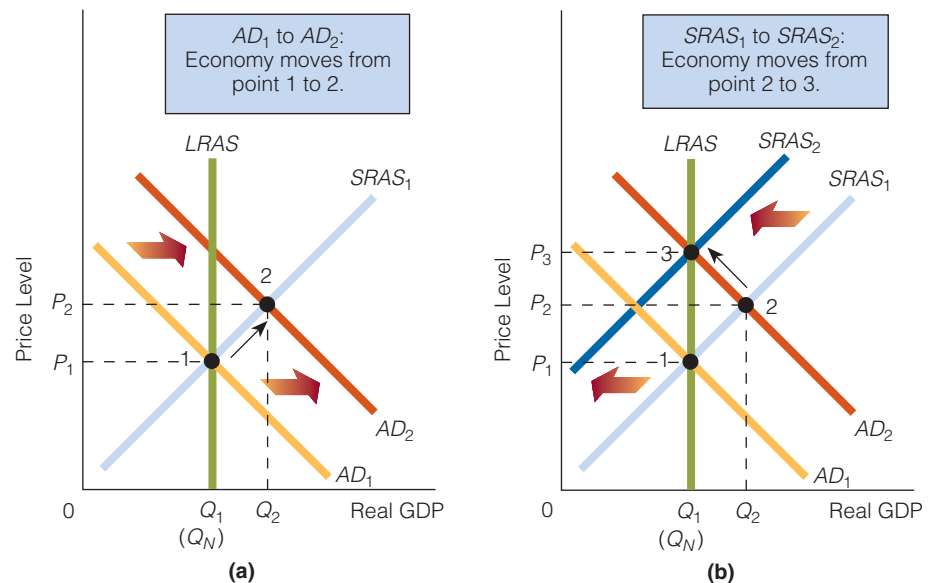 AD₁ to AD₂:
Economy moves from
point 1 to 2.
LRAS
SRAS₁
2
P₂
1
P₁
Price Level
AD₂
AD₁
0
Q₁
Q₂
Real GDP
(Q_N)
(a)
SRAS₁ to SRAS₂:
Economy moves from
point 2 to 3.
LRAS
SRAS₂
SRAS₁
P₃
3
P₂
2
P₁
1
Price Level
AD₂
AD₁
0
Q₁
Q₂
Real GDP
(Q_N)
(b)